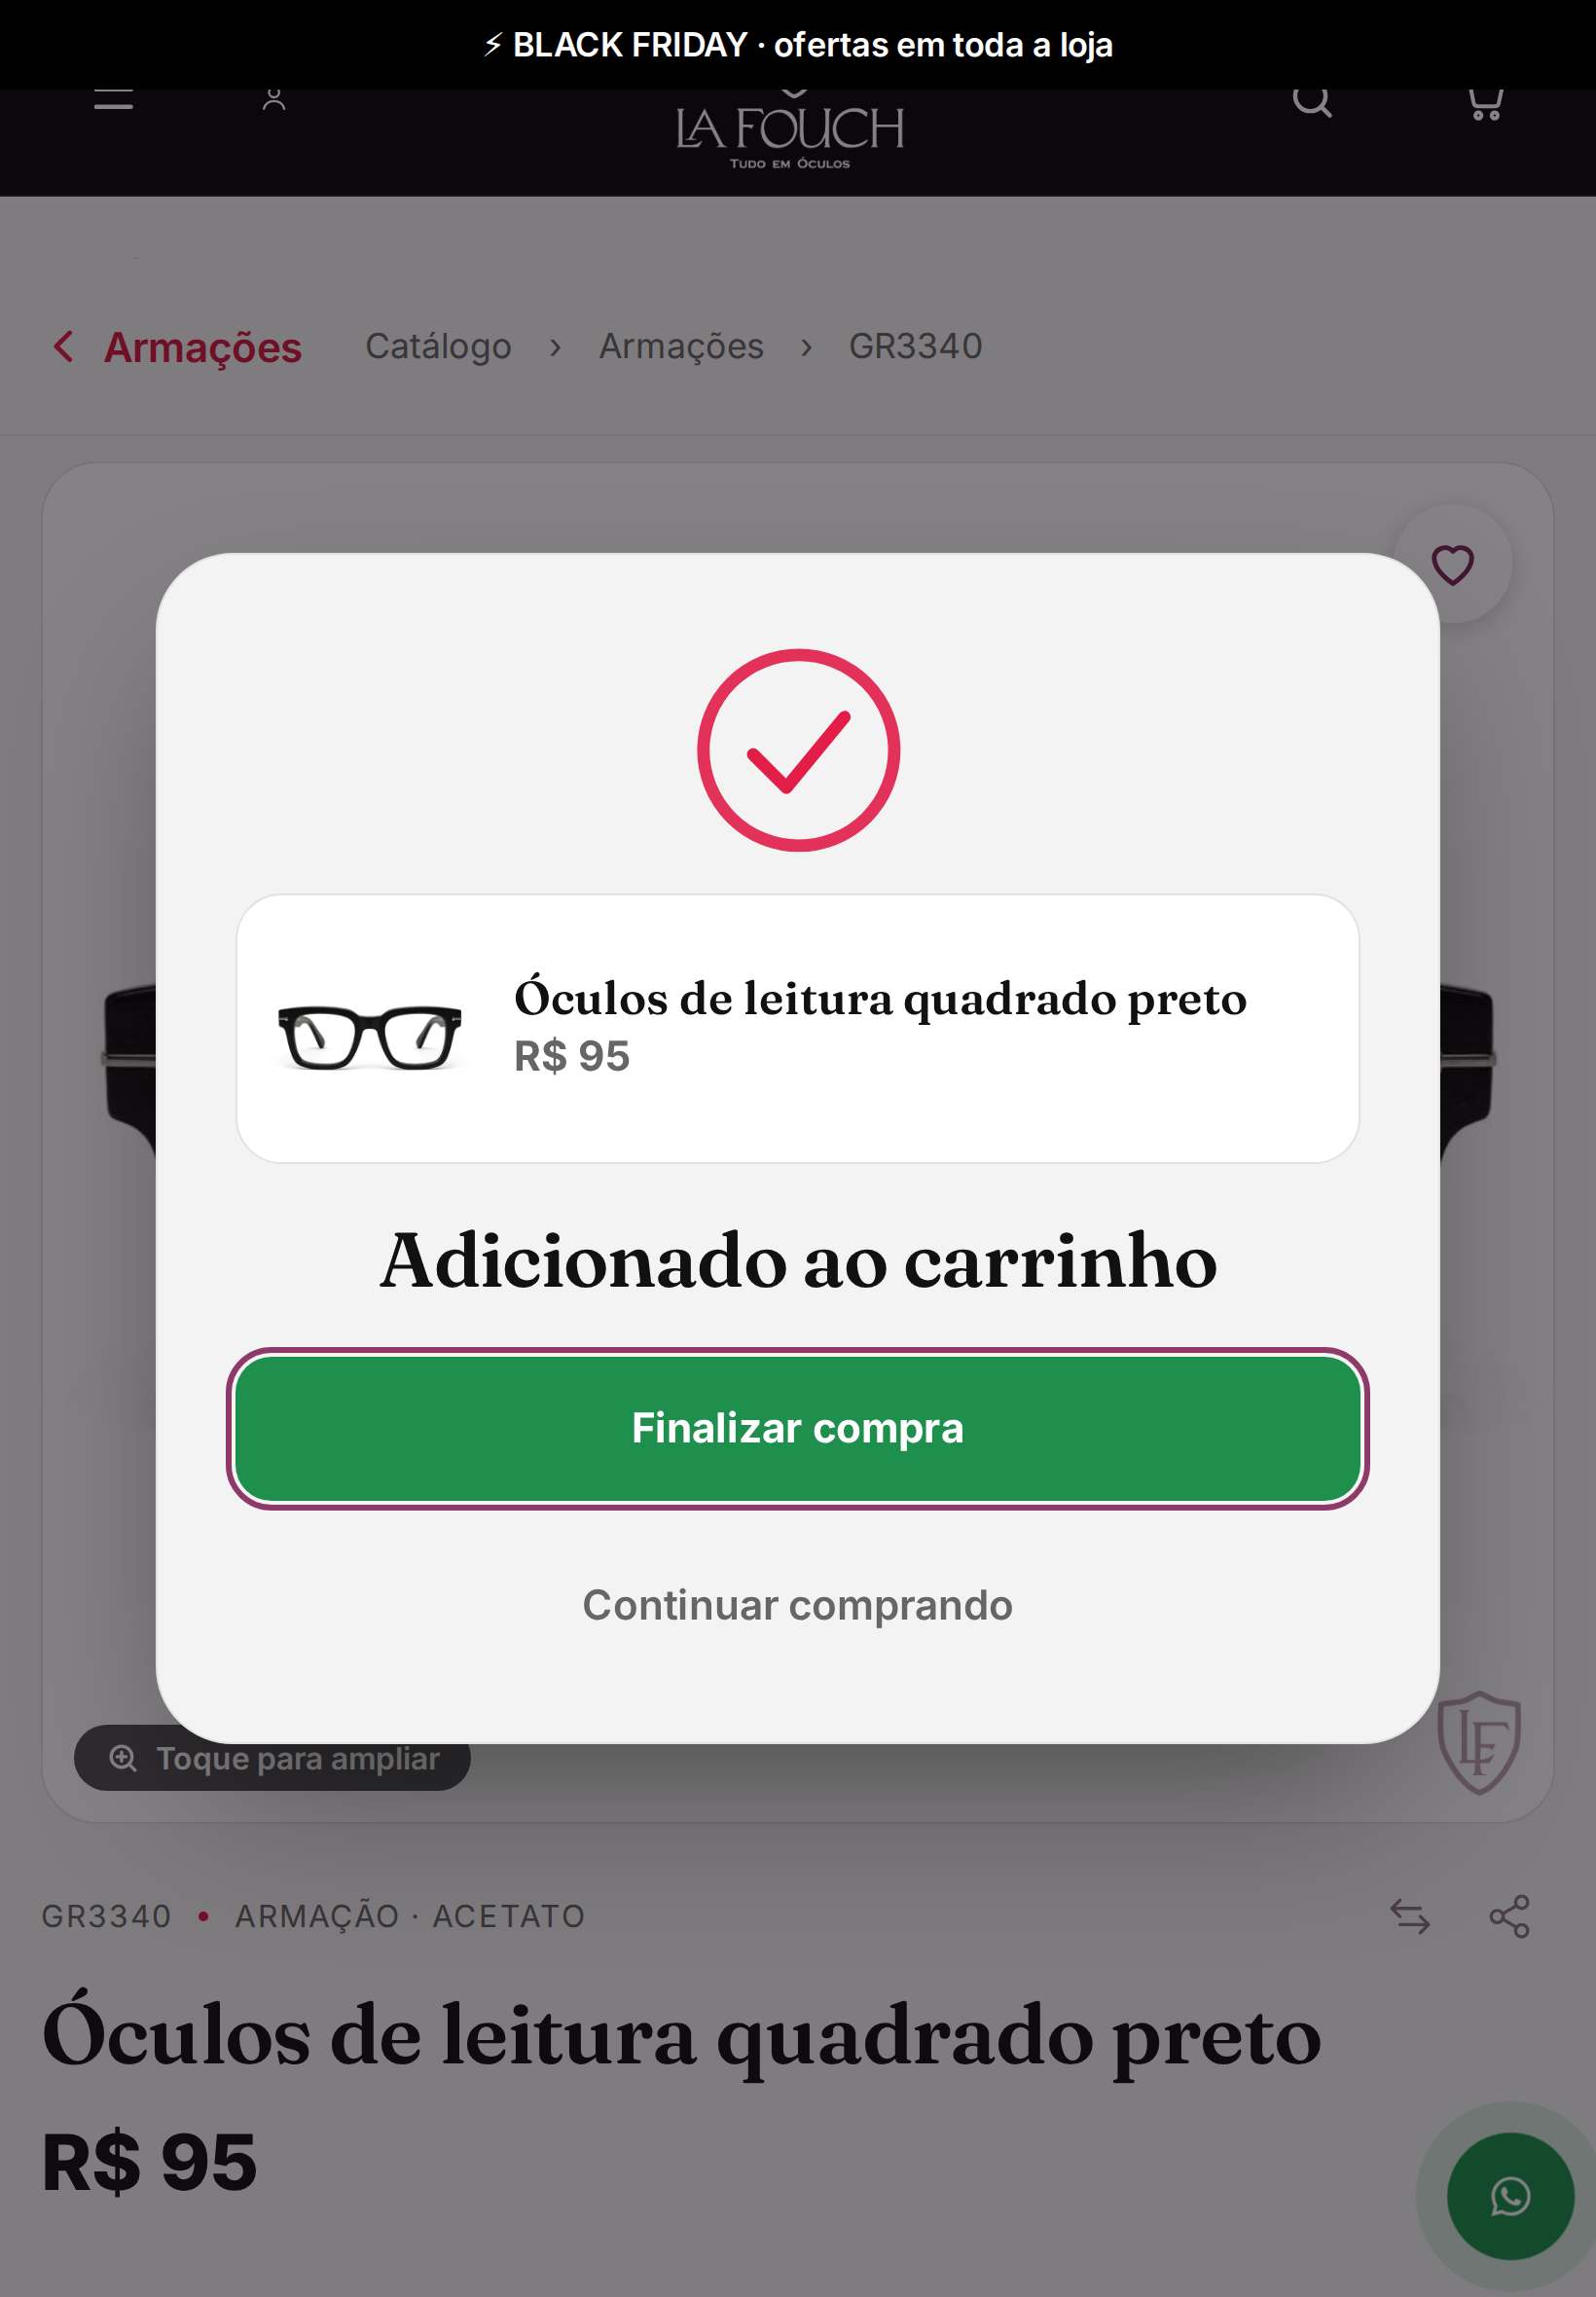 ⚡ BLACK FRIDAY · ofertas em toda a loja
LA FOUCH
TUDO EM ÓCULOS
Armações Catálogo › Armações › GR3340
Óculos de leitura quadrado preto
R$ 95
Adicionado ao carrinho
Finalizar compra
Continuar comprando
Toque para ampliar
LF
GR3340 • ARMAÇÃO · ACETATO
Óculos de leitura quadrado preto
R$ 95